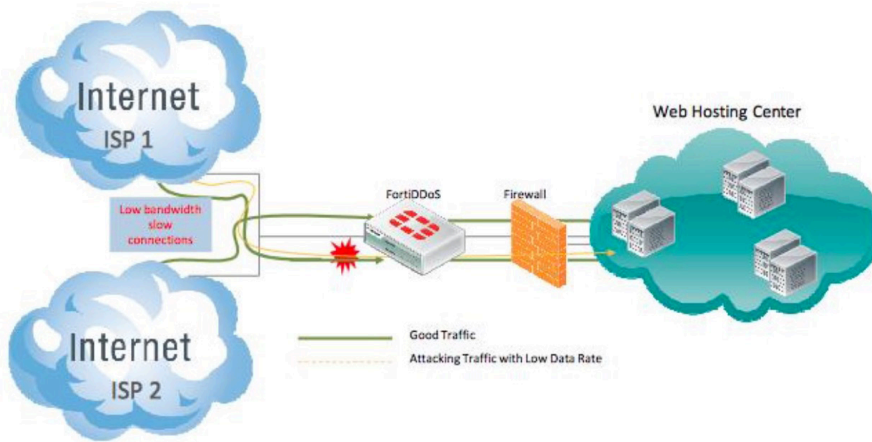 Internet
ISP 1
Web Hosting Center
FortiDDoS
Firewall
Low bandwidth
slow
connections
Internet
ISP 2
Good Traffic
Attacking Traffic with Low Data Rate